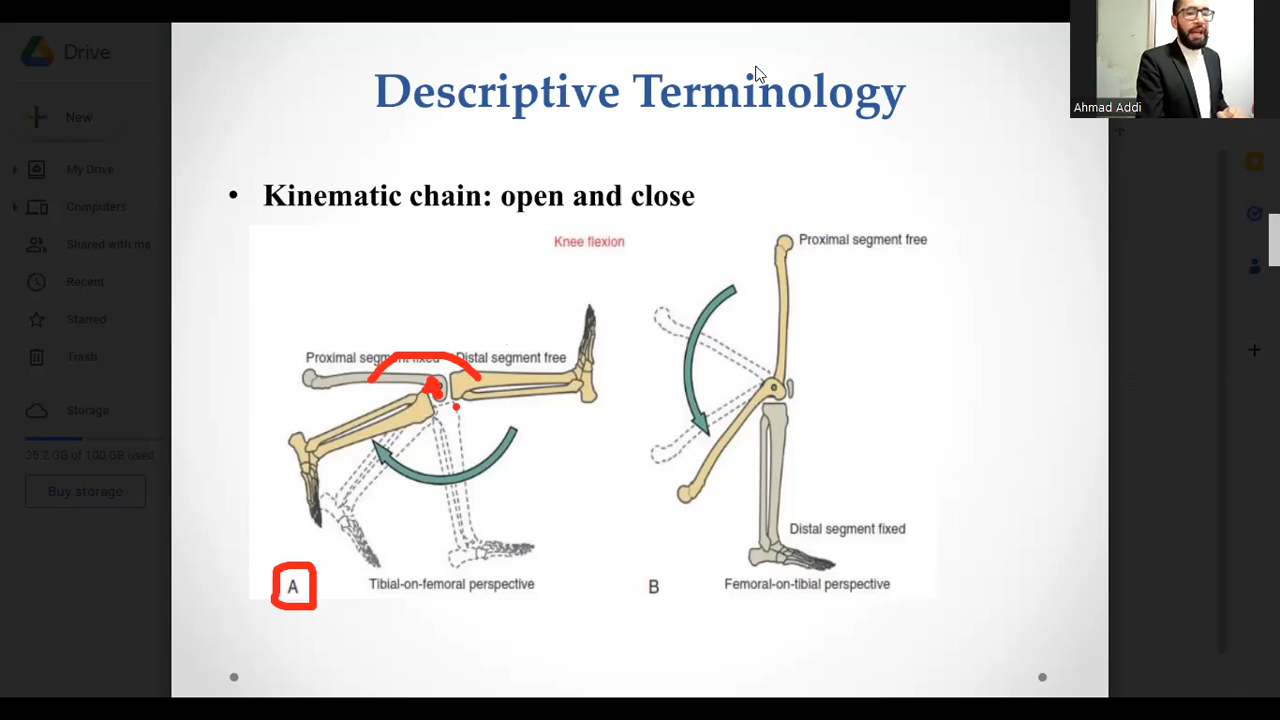 Drive
New
My Drive
Computers
Shared with me
Recent
Starred
Trash
Storage
35.2 GB of 100 GB used
Buy storage
Descriptive Terminology
Ahmad Addi
• Kinematic chain: open and close
Knee flexion
Proximal segment fixed
Distal segment free
A
Tibial-on-femoral perspective
Proximal segment free
Distal segment fixed
B
Femoral-on-tibial perspective